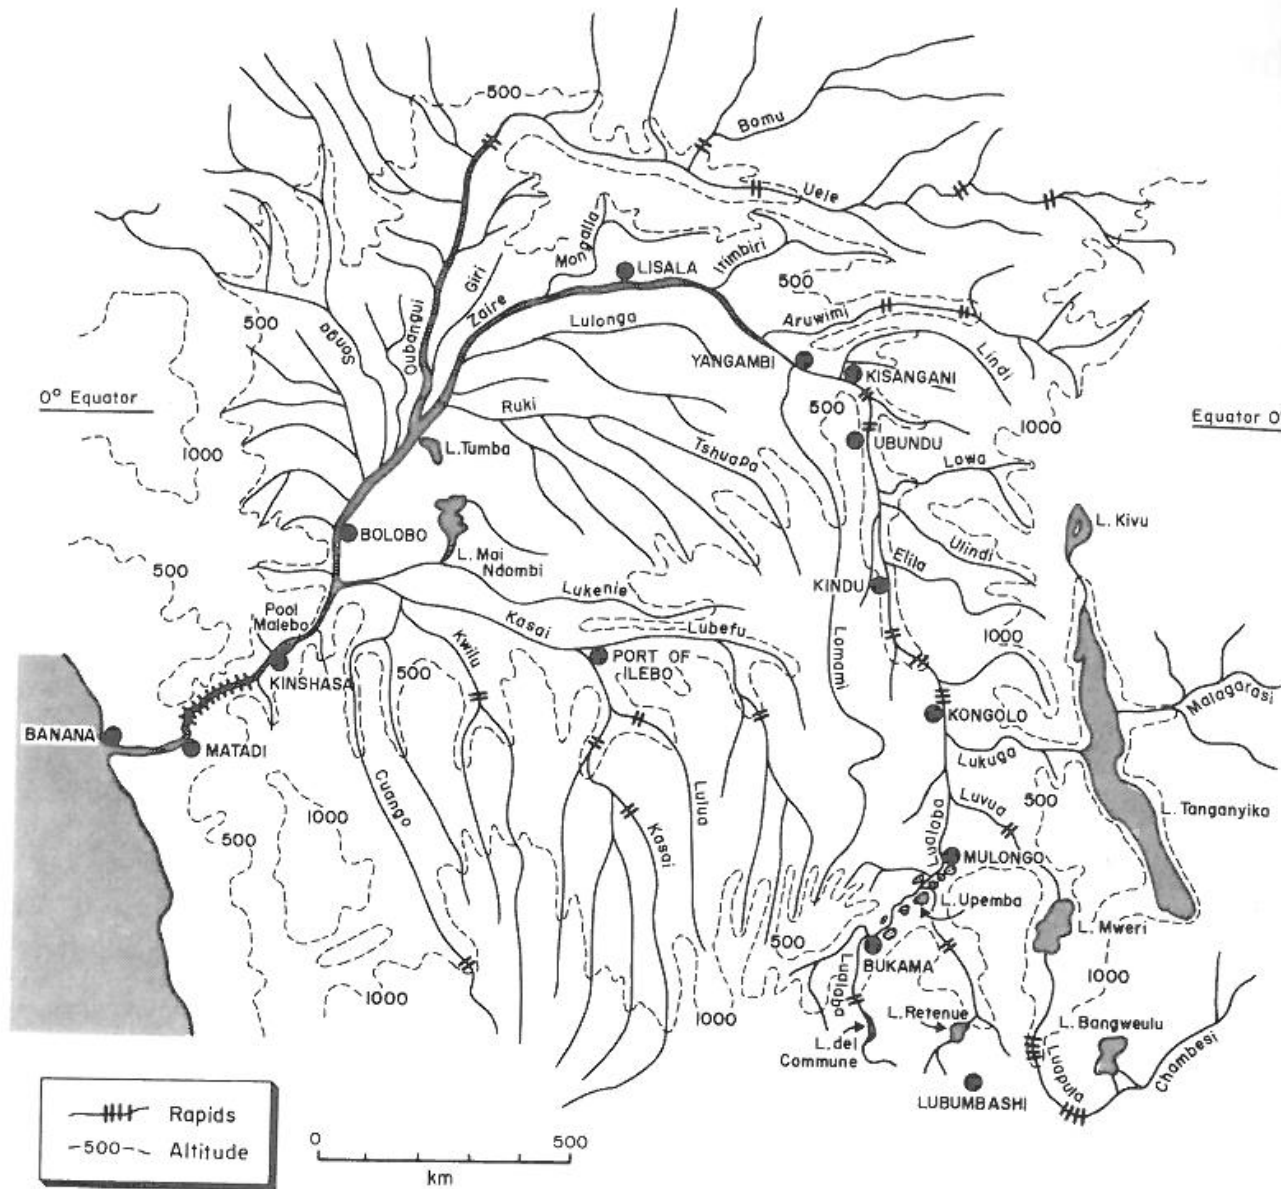 500
Bomu
Uele
Mongalla
Itimbiri
LISALA
Giri
Zaire
500
Oubangui
500
Sanga
Lulonga
Aruwimi
Lindi
YANGAMBI
KISANGANI
0° Equator
Equator 0
Ruki
500
1000
UBUNDU
1000
L. Tumba
Tshuapa
Lowa
L. Kivu
BOLOBO
L. Mai
Ndombi
Ulindi
Elila
500
KINDU
Lukenie
Pool
Malebo
Kasai
Lubefu
Lomami
1000
Kwilu
500
PORT OF
ILEBO
KINSHASA
Malagarasi
BANANA
MATADI
KONGOLO
Lukuga
Cuango
Lulua
500
Luvua
L. Tanganyika
1000
500
Kasai
Lualaba
MULONGO
L. Upemba
L. Mweri
500
BUKAMA
1000
1000
Lualaba
1000
L. Retenue
L. Bangweulu
L. del
Commune
Luapula
Chambesi
LUBUMBASHI
Rapids
500 Altitude
0 500
km